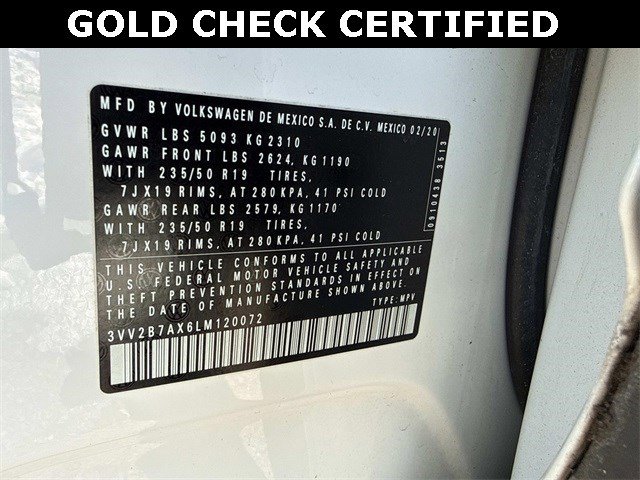 GOLD CHECK CERTIFIED
MFD BY VOLKSWAGEN DE MEXICO S.A. DE C.V. MEXICO 02/20
GVWR LBS 5093 KG 2310
GAWR FRONT LBS 2624, KG 1190
WITH 235/50 R19 TIRES,
7JX19 RIMS, AT 280 KPA, 41 PSI COLD
GAWR REAR LBS 2579, KG 1170
WITH 235/50 R19 TIRES,
7JX19 RIMS, AT 280 KPA, 41 PSI COLD
THIS VEHICLE CONFORMS TO ALL APPLICABLE
U.S. FEDERAL MOTOR VEHICLE SAFETY AND
THEFT PREVENTION STANDARDS IN EFFECT ON
THE DATE OF MANUFACTURE SHOWN ABOVE.
TYPE: MPV
3VV2B7AX6LM120072
0910438 3513